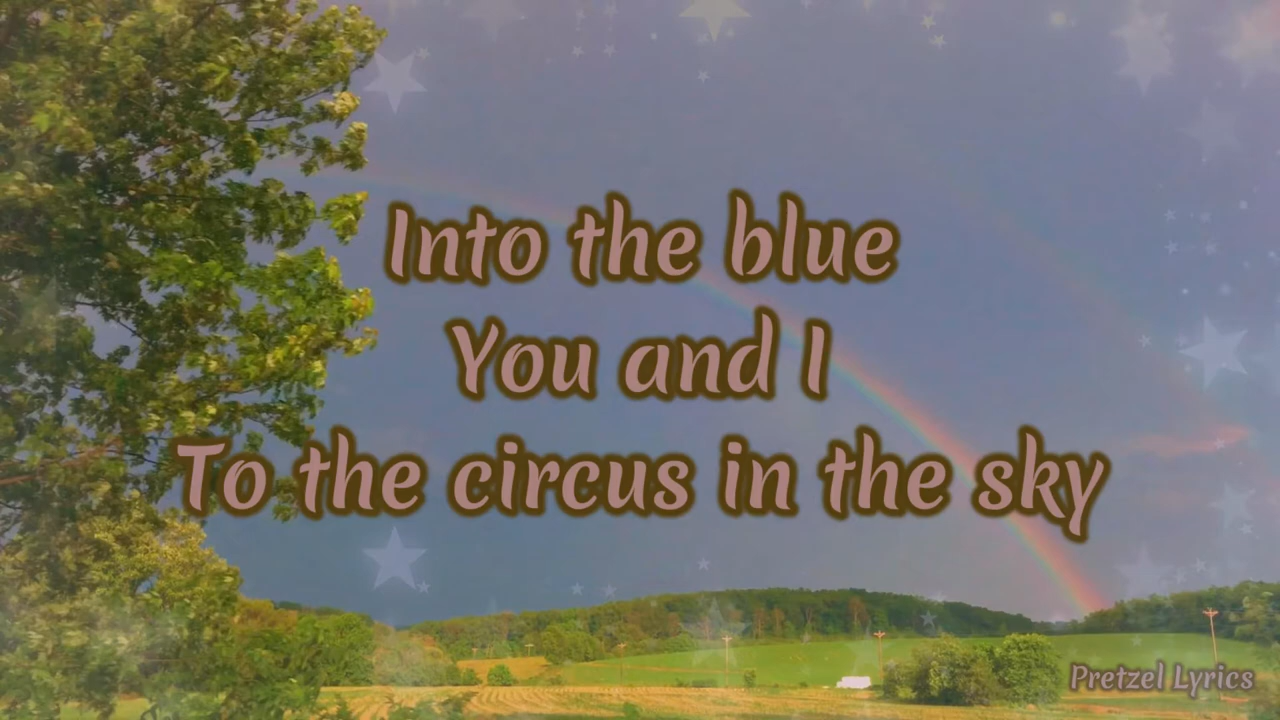 Into the blue
You and I
To the circus in the sky
Pretzel Lyrics